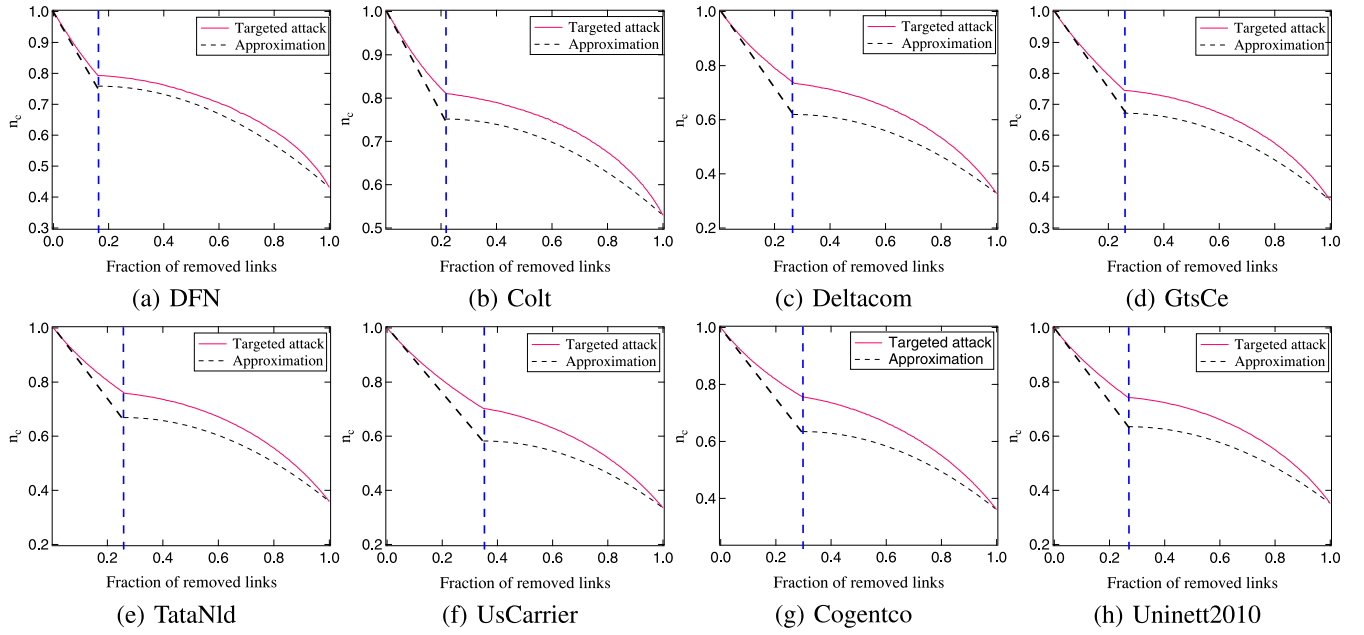 1.0
0.9
0.8
0.7
0.6
0.5
0.4
0.3
n_c
Targeted attack
Approximation
0.0 0.2 0.4 0.6 0.8 1.0
Fraction of removed links
(a) DFN
1.0
0.9
0.8
0.7
0.6
0.5
n_c
Targeted attack
Approximation
0.0 0.2 0.4 0.6 0.8 1.0
Fraction of removed links
(b) Colt
1.0
0.8
0.6
0.4
0.2
n_c
Targeted attack
Approximation
0.0 0.2 0.4 0.6 0.8 1.0
Fraction of removed links
(c) Deltacom
1.0
0.9
0.8
0.7
0.6
0.5
0.4
0.3
n_c
Targeted attack
Approximation
0.0 0.2 0.4 0.6 0.8 1.0
Fraction of removed links
(d) GtsCe
1.0
0.8
0.6
0.4
0.2
n_c
Targeted attack
Approximation
0.0 0.2 0.4 0.6 0.8 1.0
Fraction of removed links
(e) TataNld
1.0
0.8
0.6
0.4
0.2
n_c
Targeted attack
Approximation
0.0 0.2 0.4 0.6 0.8 1.0
Fraction of removed links
(f) UsCarrier
1.0
0.8
0.6
0.4
n_c
Targeted attack
Approximation
0.0 0.2 0.4 0.6 0.8 1.0
Fraction of removed links
(g) Cogentco
1.0
0.8
0.6
0.4
0.2
n_c
Targeted attack
Approximation
0.0 0.2 0.4 0.6 0.8 1.0
Fraction of removed links
(h) Uninett2010